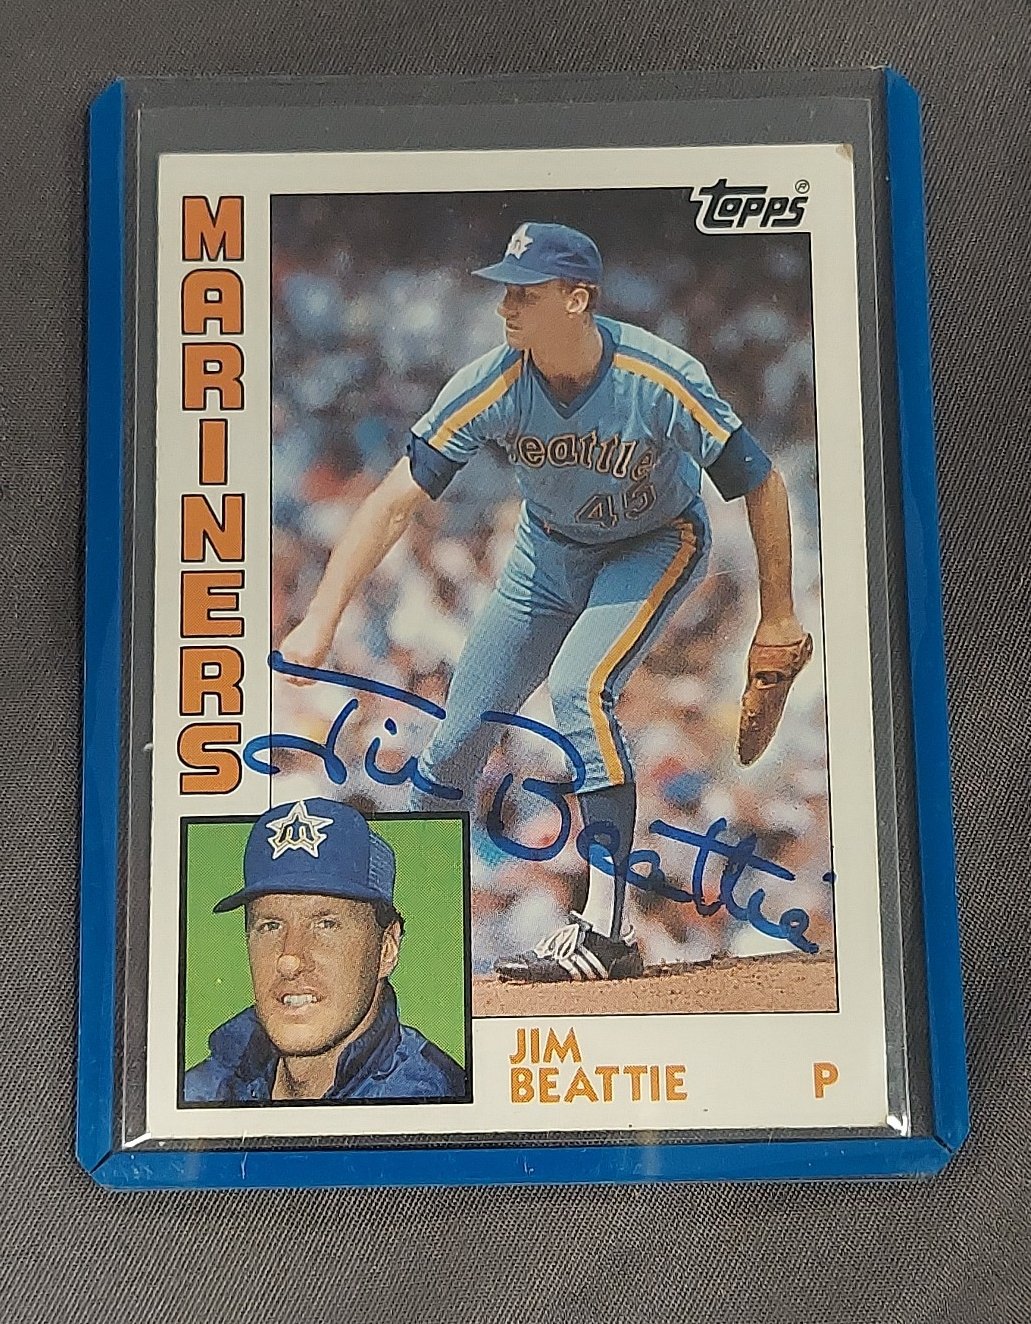 MARINERS
Topps®
Seattle
45
Jim Beattie
M
JIM
BEATTIE
P